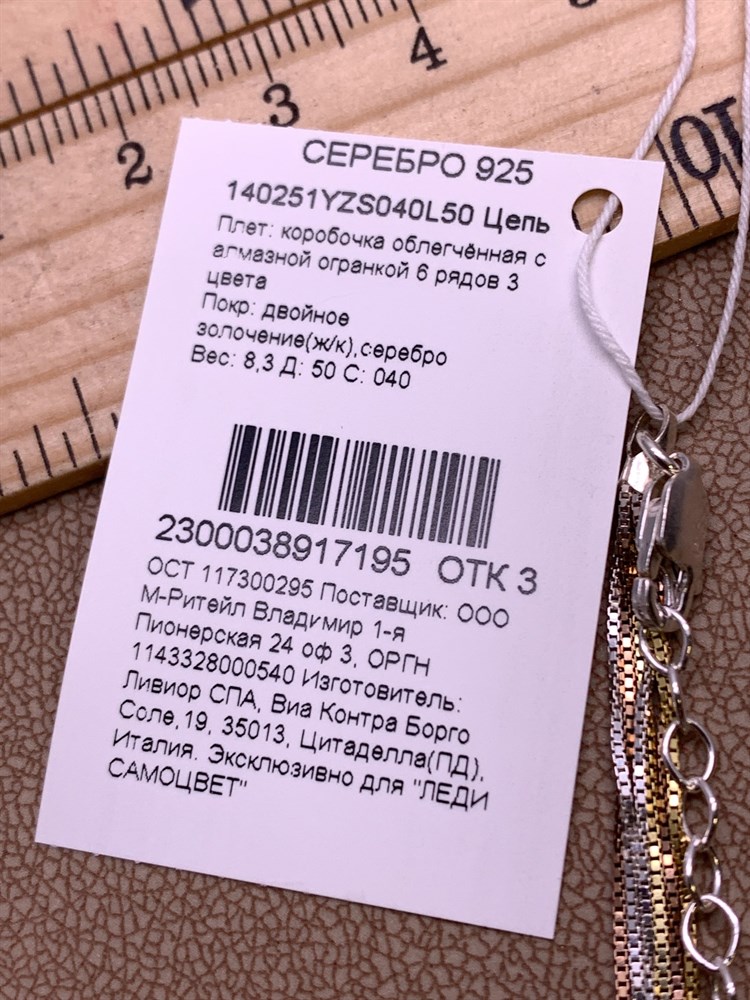 2
3
4
10
СЕРЕБРО 925
140251YZS040L50 Цепь
Плет: коробочка облегчённая с
алмазной огранкой 6 рядов 3
цвета
Покр: двойное
золочение(ж/к),серебро
Вес: 8,3 Д: 50 С: 040
2300038917195 ОТК 3
ОСТ 117300295 Поставщик: ООО
М-Ритейл Владимир 1-я
Пионерская 24 оф 3, ОРГН
1143328000540 Изготовитель:
Ливиор СПА, Виа Контра Борго
Соле,19, 35013, Цитаделла(ПД),
Италия. Эксклюзивно для "ЛЕДИ
САМОЦВЕТ"